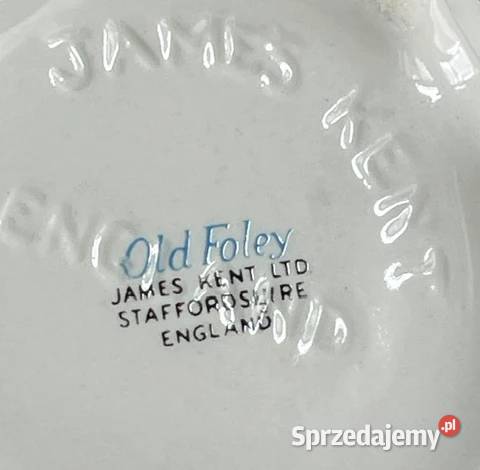 JAMES KENT
ENGLAND
Old Foley
JAMES KENT LTD
STAFFORDSHIRE
ENGLAND
Sprzedajemy.pl